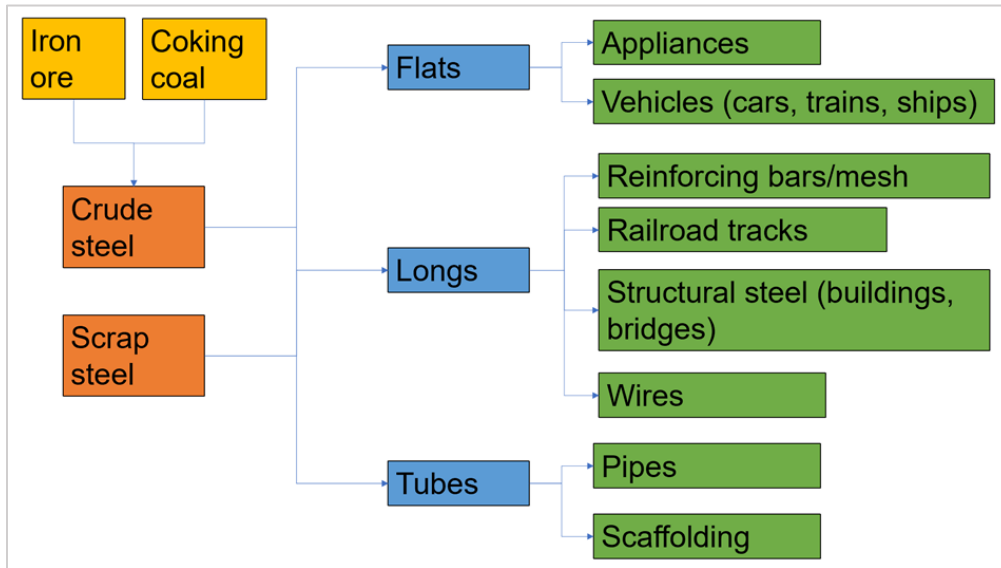 Iron
ore
Coking
coal
Crude
steel
Scrap
steel
Flats
Longs
Tubes
Appliances
Vehicles (cars, trains, ships)
Reinforcing bars/mesh
Railroad tracks
Structural steel (buildings,
bridges)
Wires
Pipes
Scaffolding